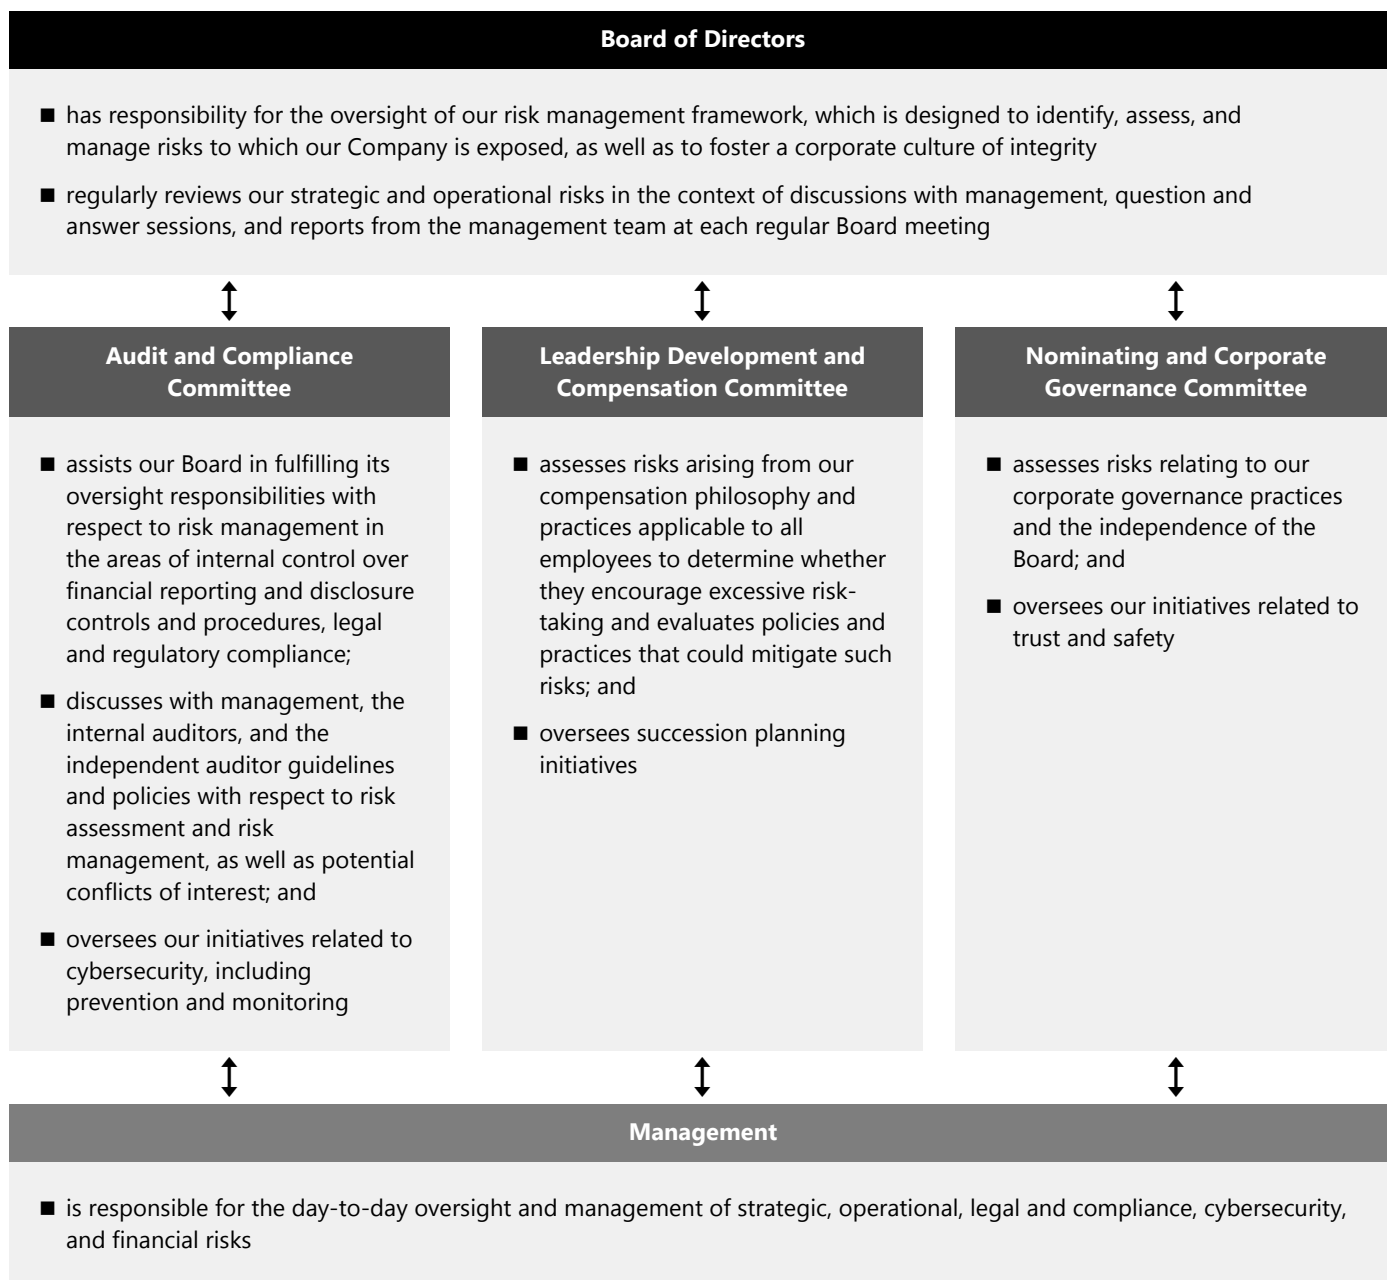 Board of Directors
■ has responsibility for the oversight of our risk management framework, which is designed to identify, assess, and
manage risks to which our Company is exposed, as well as to foster a corporate culture of integrity
■ regularly reviews our strategic and operational risks in the context of discussions with management, question and
answer sessions, and reports from the management team at each regular Board meeting
Audit and Compliance
Committee
■ assists our Board in fulfilling its
oversight responsibilities with
respect to risk management in
the areas of internal control over
financial reporting and disclosure
controls and procedures, legal
and regulatory compliance;
■ discusses with management, the
internal auditors, and the
independent auditor guidelines
and policies with respect to risk
assessment and risk
management, as well as potential
conflicts of interest; and
■ oversees our initiatives related to
cybersecurity, including
prevention and monitoring
Leadership Development and
Compensation Committee
■ assesses risks arising from our
compensation philosophy and
practices applicable to all
employees to determine whether
they encourage excessive risk-
taking and evaluates policies and
practices that could mitigate such
risks; and
■ oversees succession planning
initiatives
Nominating and Corporate
Governance Committee
■ assesses risks relating to our
corporate governance practices
and the independence of the
Board; and
■ oversees our initiatives related to
trust and safety
Management
■ is responsible for the day-to-day oversight and management of strategic, operational, legal and compliance, cybersecurity,
and financial risks